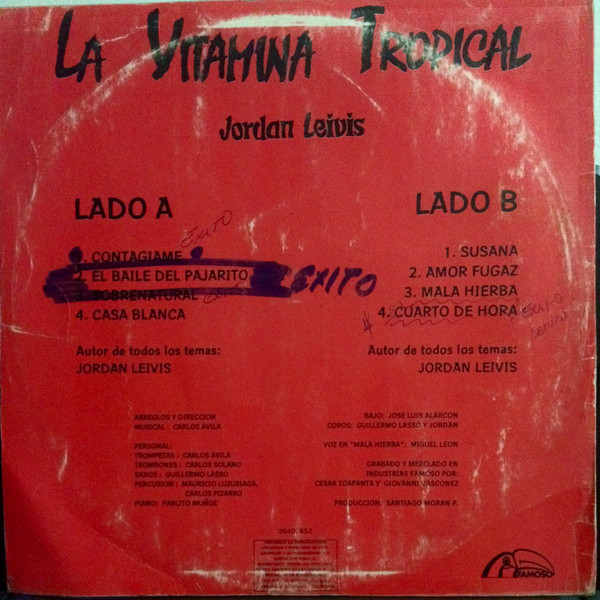 LA VITAMINA TROPICAL
Jordan Leivis
LADO A
1. CONTAGIAME
EXITO
2. EL BAILE DEL PAJARITO
EXITO
3. SOBRENATURAL
4. CASA BLANCA
Autor de todos los temas:
JORDAN LEIVIS
LADO B
1. SUSANA
2. AMOR FUGAZ
3. MALA HIERBA
4. CUARTO DE HORA
Autor de todos los temas:
JORDAN LEIVIS
ARREGLOS Y DIRECCION
MUSICAL : CARLOS AVILA
PERSONAL:
TROMPETAS : CARLOS AVILA
TROMBONES : CARLOS SOLANO
SAXOS : GUILLERMO LASSO
PERCUSION : MAURICIO LUZURIAGA,
CARLOS PIZARRO
PIANO: PABLITO MUÑOZ
BAJO: JOSE LUIS ALARCON
COROS: GUILLERMO LASSO Y JORDAN
VOZ EN "MALA HIERBA": MIGUEL LEON
GRABADO Y MEZCLADO EN
INDUSTRIAS FAMOSO POR:
CESAR TOAPANTA Y GIOVANNI VASCONEZ
PRODUCCION: SANTIAGO MORAN P.
FAMOSO